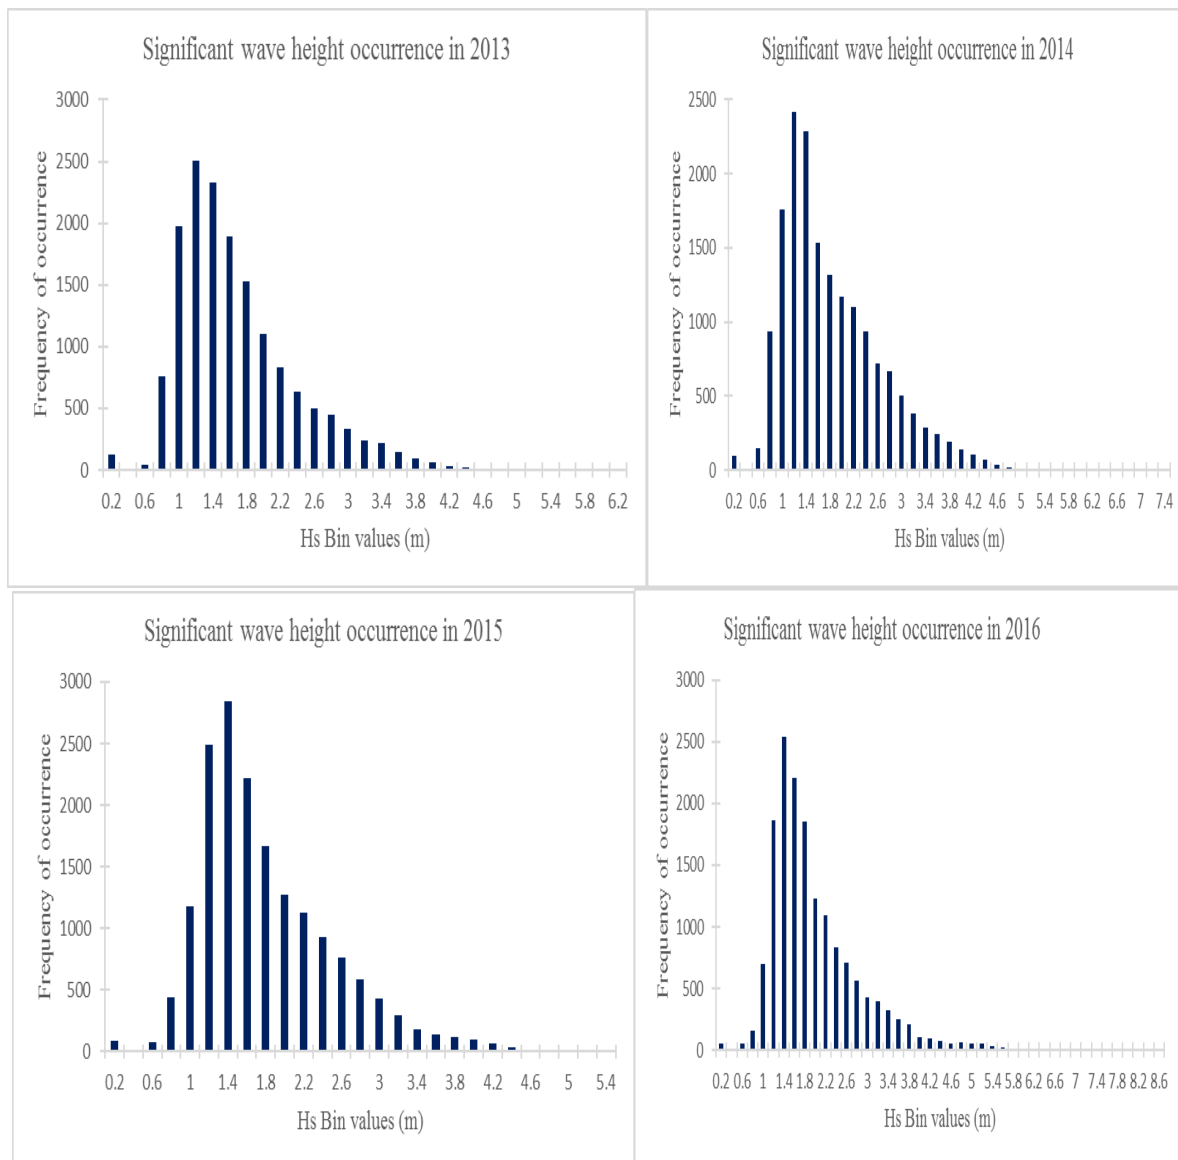 Significant wave height occurrence in 2013
Frequency of occurrence
3000
2500
2000
1500
1000
500
0
0.2 0.6 1 1.4 1.8 2.2 2.6 3 3.4 3.8 4.2 4.6 5 5.4 5.8 6.2
Hs Bin values (m)
Significant wave height occurrence in 2014
Frequency of occurrence
2500
2000
1500
1000
500
0
0.2 0.6 1 1.4 1.8 2.2 2.6 3 3.4 3.8 4.2 4.6 5 5.4 5.8 6.2 6.6 7 7.4
Hs Bin values (m)
Significant wave height occurrence in 2015
Frequency of occurrence
3000
2500
2000
1500
1000
500
0
0.2 0.6 1 1.4 1.8 2.2 2.6 3 3.4 3.8 4.2 4.6 5 5.4
Hs Bin values (m)
Significant wave height occurrence in 2016
Frequency of occurrence
3000
2500
2000
1500
1000
500
0
0.2 0.6 1 1.4 1.8 2.2 2.6 3 3.4 3.8 4.2 4.6 5 5.4 5.8 6.2 6.6 7 7.4 7.8 8.2 8.6
Hs Bin values (m)